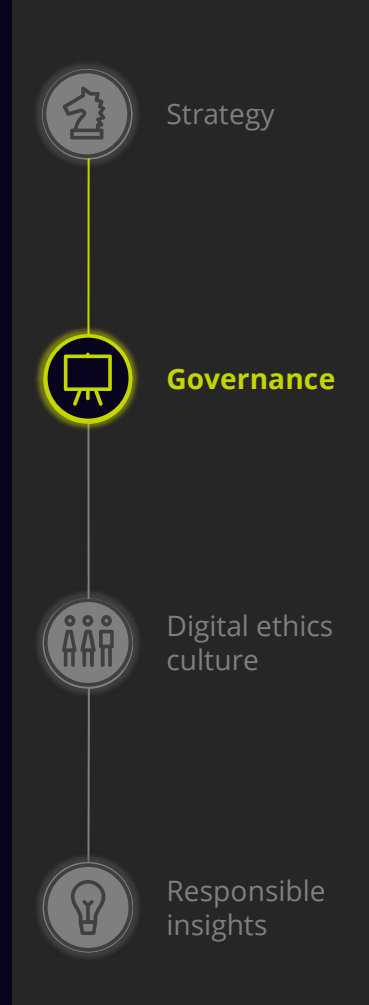 Strategy
Governance
Digital ethics
culture
Responsible
insights